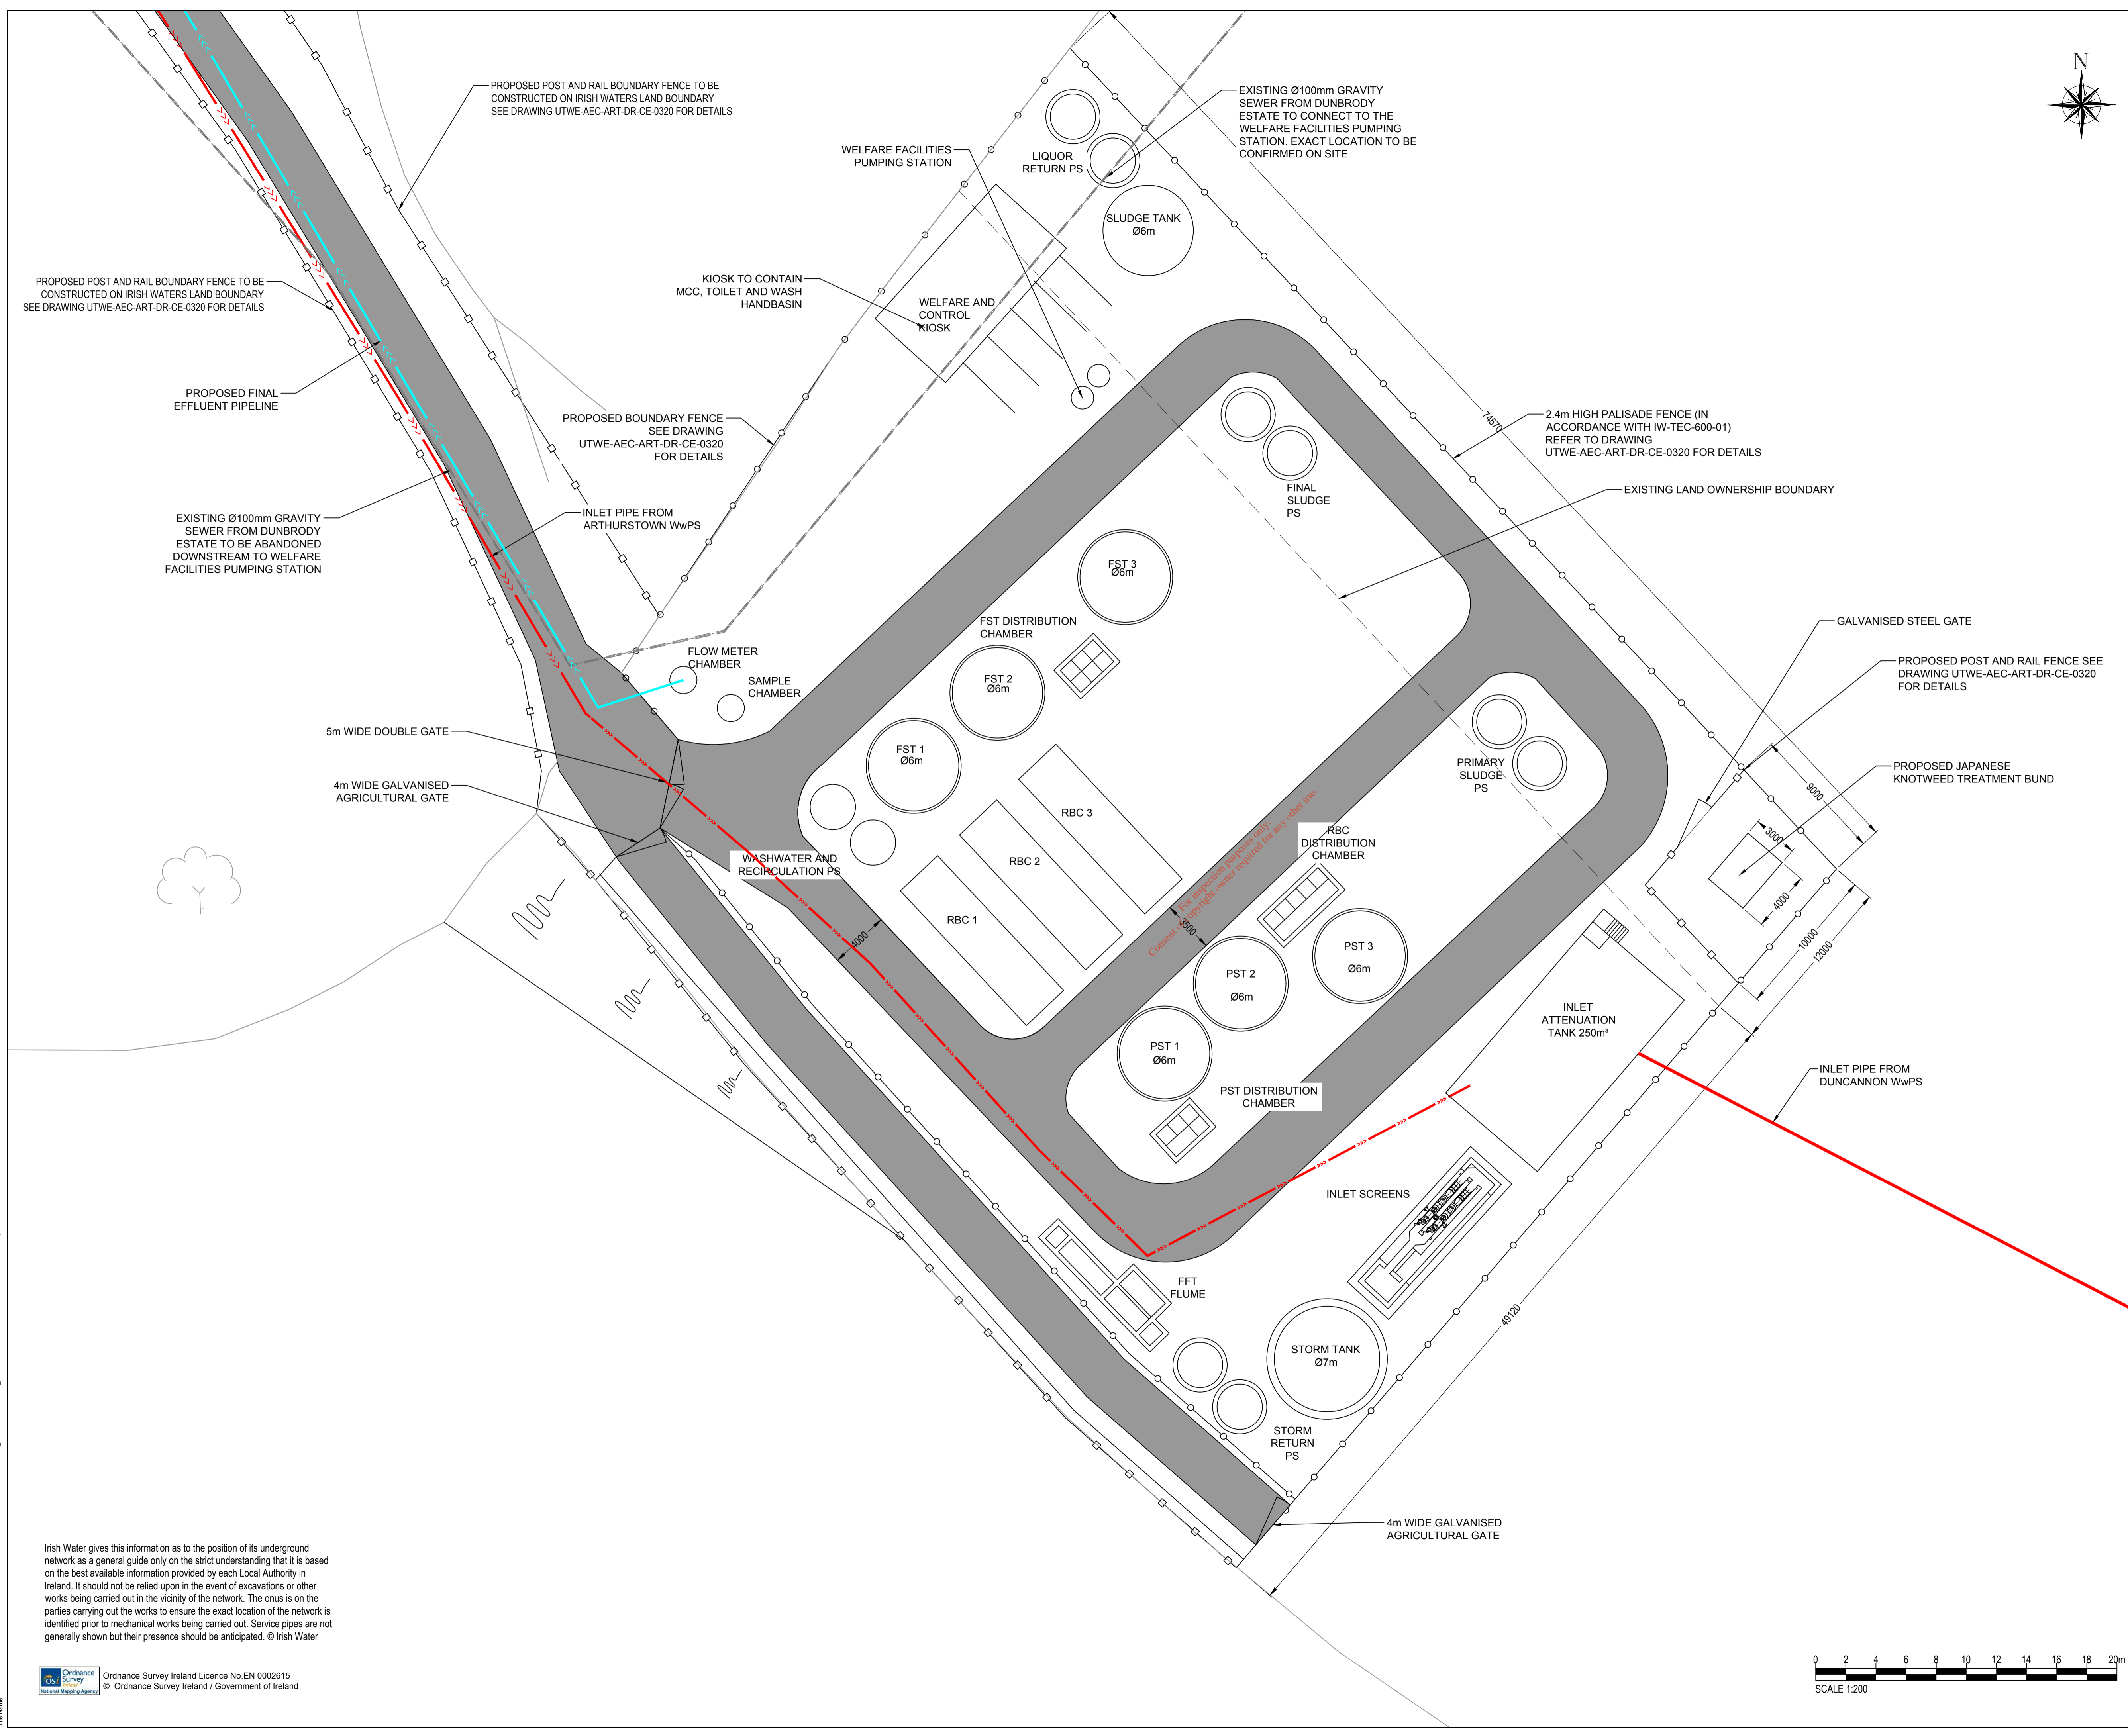 N
PROPOSED POST AND RAIL BOUNDARY FENCE TO BE
CONSTRUCTED ON IRISH WATERS LAND BOUNDARY
SEE DRAWING UTWE-AEC-ART-DR-CE-0320 FOR DETAILS
EXISTING Ø100mm GRAVITY
SEWER FROM DUNBRODY
ESTATE TO CONNECT TO THE
WELFARE FACILITIES PUMPING
STATION. EXACT LOCATION TO BE
CONFIRMED ON SITE
WELFARE FACILITIES
PUMPING STATION
LIQUOR
RETURN PS
SLUDGE TANK
Ø6m
PROPOSED POST AND RAIL BOUNDARY FENCE TO BE
CONSTRUCTED ON IRISH WATERS LAND BOUNDARY
SEE DRAWING UTWE-AEC-ART-DR-CE-0320 FOR DETAILS
KIOSK TO CONTAIN
MCC, TOILET AND WASH
HANDBASIN
WELFARE AND
CONTROL
KIOSK
PROPOSED FINAL
EFFLUENT PIPELINE
PROPOSED BOUNDARY FENCE
SEE DRAWING
UTWE-AEC-ART-DR-CE-0320
FOR DETAILS
74570
2.4m HIGH PALISADE FENCE (IN
ACCORDANCE WITH IW-TEC-600-01)
REFER TO DRAWING
UTWE-AEC-ART-DR-CE-0320 FOR DETAILS
EXISTING LAND OWNERSHIP BOUNDARY
FINAL
SLUDGE
PS
EXISTING Ø100mm GRAVITY
SEWER FROM DUNBRODY
ESTATE TO BE ABANDONED
DOWNSTREAM TO WELFARE
FACILITIES PUMPING STATION
INLET PIPE FROM
ARTHURSTOWN WwPS
FST 3
Ø6m
FST DISTRIBUTION
CHAMBER
GALVANISED STEEL GATE
FLOW METER
CHAMBER
SAMPLE
CHAMBER
FST 2
Ø6m
PROPOSED POST AND RAIL FENCE SEE
DRAWING UTWE-AEC-ART-DR-CE-0320
FOR DETAILS
5m WIDE DOUBLE GATE
FST 1
Ø6m
PRIMARY
SLUDGE
PS
PROPOSED JAPANESE
KNOTWEED TREATMENT BUND
4m WIDE GALVANISED
AGRICULTURAL GATE
9000
3000
4000
10000
12000
RBC 3
RBC 2
RBC 1
RBC
DISTRIBUTION
CHAMBER
WASHWATER AND
RECIRCULATION PS
For inspection purposes only.
Consent of copyright owner required for any other use.
4000
3500
PST 3
Ø6m
PST 2
Ø6m
PST 1
Ø6m
INLET
ATTENUATION
TANK 250m³
PST DISTRIBUTION
CHAMBER
INLET PIPE FROM
DUNCANNON WwPS
INLET SCREENS
FFT
FLUME
49120
STORM TANK
Ø7m
STORM
RETURN
PS
4m WIDE GALVANISED
AGRICULTURAL GATE
Irish Water gives this information as to the position of its underground
network as a general guide only on the strict understanding that it is based
on the best available information provided by each Local Authority in
Ireland. It should not be relied upon in the event of excavations or other
works being carried out in the vicinity of the network. The onus is on the
parties carrying out the works to ensure the exact location of the network is
identified prior to mechanical works being carried out. Service pipes are not
generally shown but their presence should be anticipated. © Irish Water
OSi Ordnance
Survey
Ireland
National Mapping Agency
Ordnance Survey Ireland Licence No.EN 0002615
© Ordnance Survey Ireland / Government of Ireland
0 2 4 6 8 10 12 14 16 18 20m
SCALE 1:200